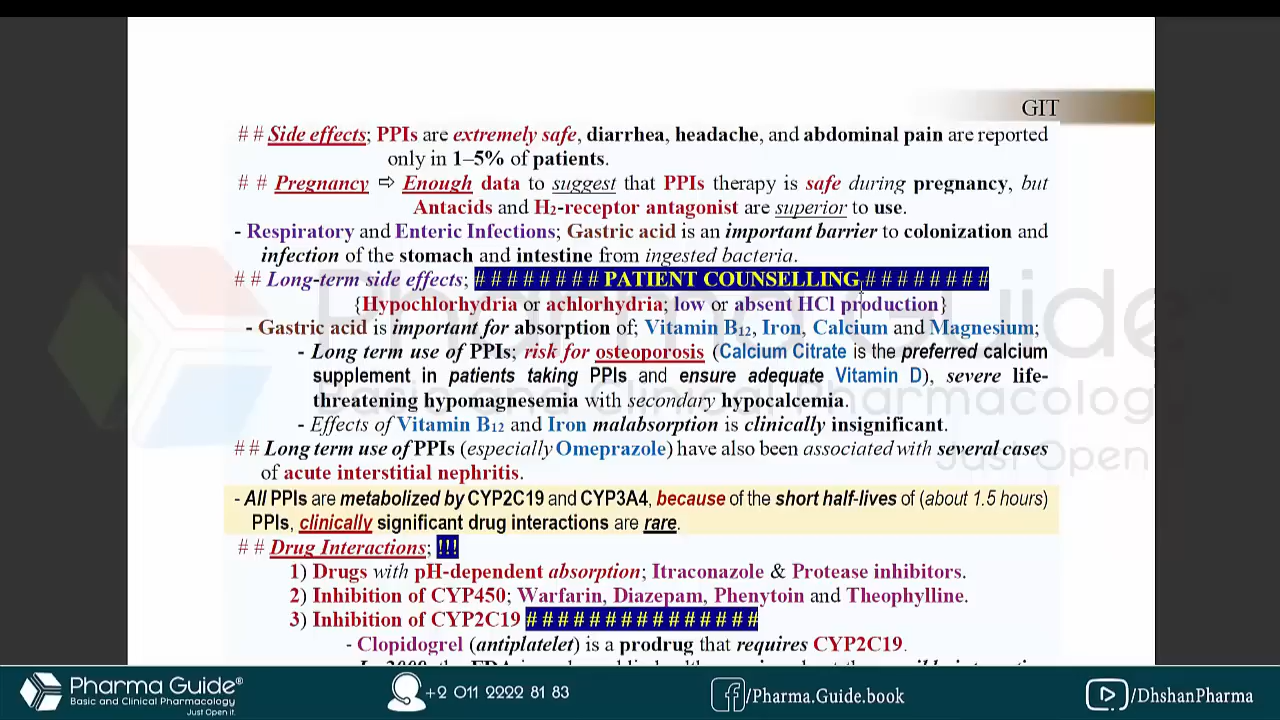 GIT
# # Side effects; PPIs are extremely safe, diarrhea, headache, and abdominal pain are reported
only in 1–5% of patients.
# # Pregnancy ⇨ Enough data to suggest that PPIs therapy is safe during pregnancy, but
Antacids and H₂-receptor antagonist are superior to use.
- Respiratory and Enteric Infections; Gastric acid is an important barrier to colonization and
infection of the stomach and intestine from ingested bacteria.
# # Long-term side effects; # # # # # # # # PATIENT COUNSELLING # # # # # # # #
{Hypochlorhydria or achlorhydria; low or absent HCl production}
- Gastric acid is important for absorption of; Vitamin B₁₂, Iron, Calcium and Magnesium;
- Long term use of PPIs; risk for osteoporosis (Calcium Citrate is the preferred calcium
supplement in patients taking PPIs and ensure adequate Vitamin D), severe life-
threatening hypomagnesemia with secondary hypocalcemia.
- Effects of Vitamin B₁₂ and Iron malabsorption is clinically insignificant.
# # Long term use of PPIs (especially Omeprazole) have also been associated with several cases
of acute interstitial nephritis.
- All PPIs are metabolized by CYP2C19 and CYP3A4, because of the short half-lives of (about 1.5 hours)
PPIs, clinically significant drug interactions are rare.
# # Drug Interactions; !!!
1) Drugs with pH-dependent absorption; Itraconazole & Protease inhibitors.
2) Inhibition of CYP450; Warfarin, Diazepam, Phenytoin and Theophylline.
3) Inhibition of CYP2C19 # # # # # # # # # # # # # # #
- Clopidogrel (antiplatelet) is a prodrug that requires CYP2C19.
Pharma Guide®
Basic and Clinical Pharmacology
Just Open it.
+2 011 2222 81 83
/Pharma.Guide.book
/DhshanPharma